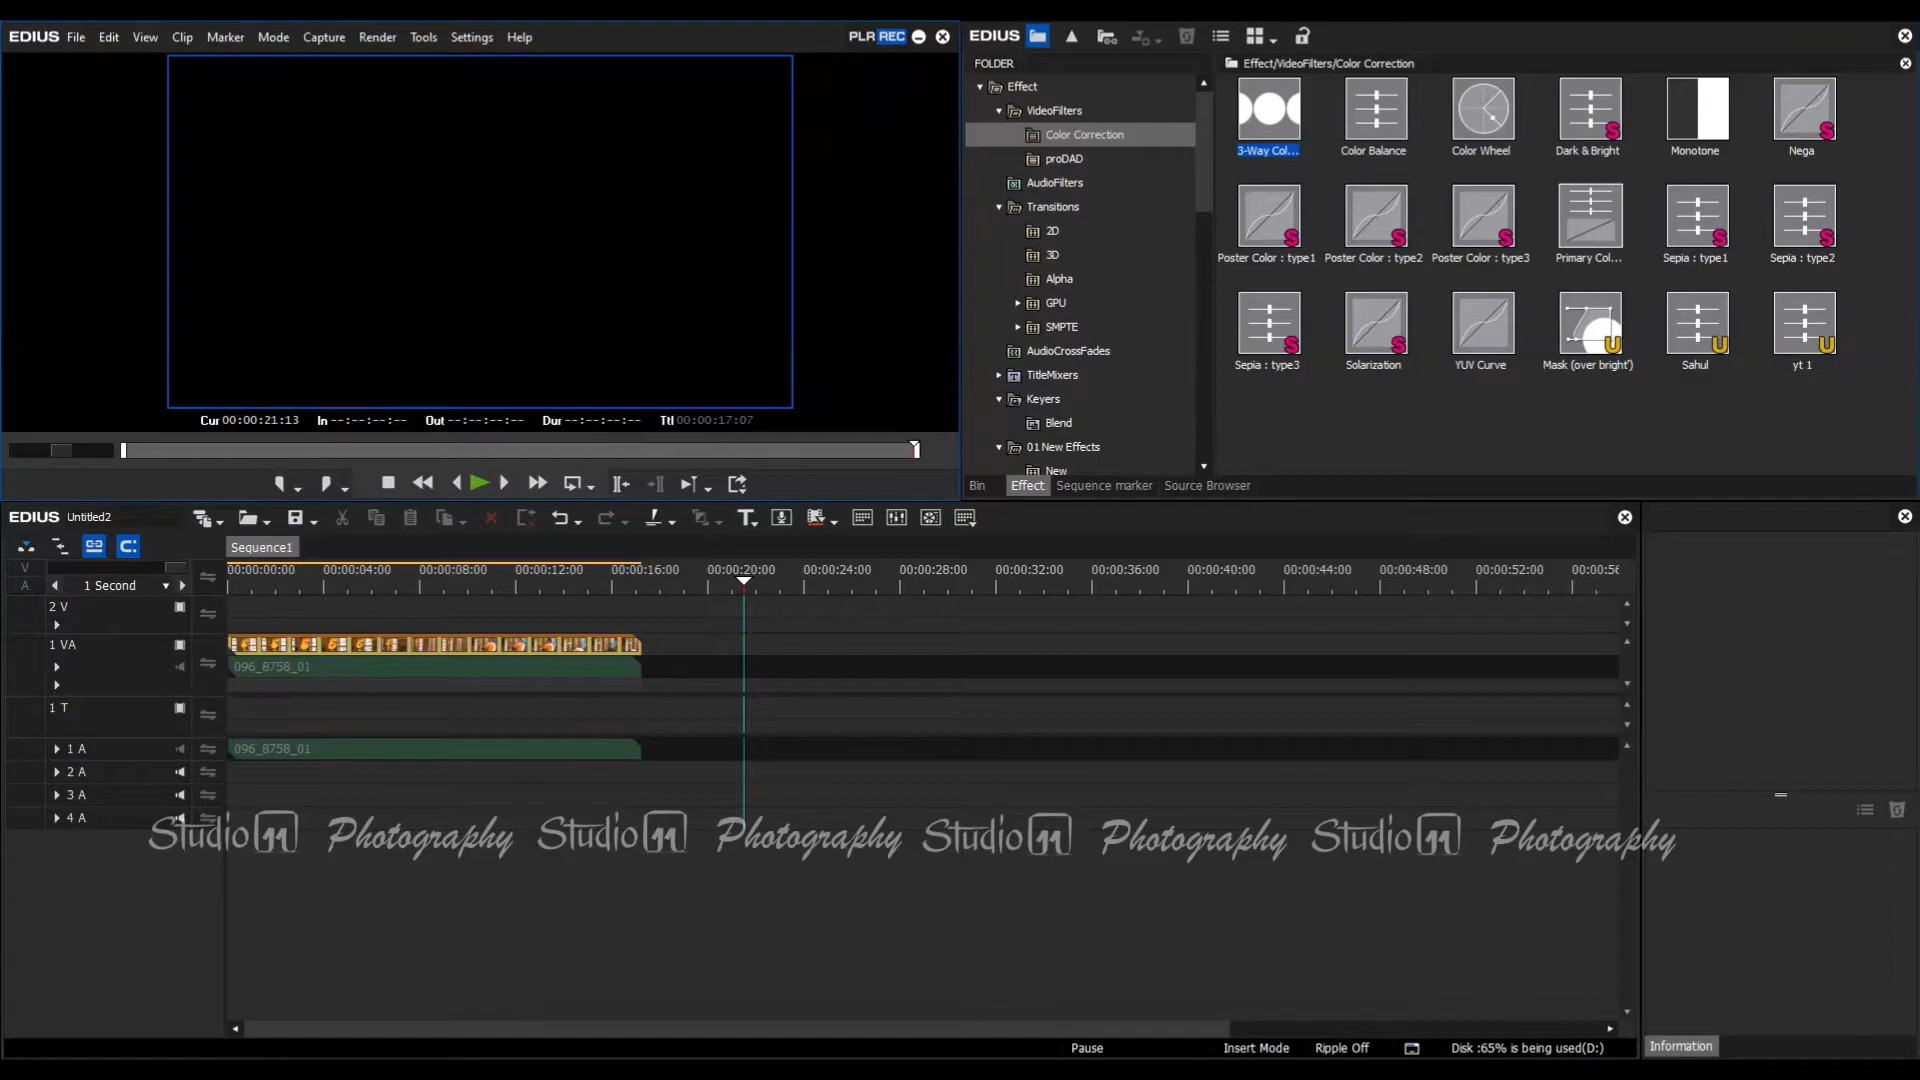 EDIUS File Edit View Clip Marker Mode Capture Render Tools Settings Help PLR REC
Cur 00:00:21:13 In --:--:--:-- Out --:--:--:-- Dur --:--:--:-- Ttl 00:00:17:07
EDIUS
FOLDER
Effect
VideoFilters
Color Correction
proDAD
AudioFilters
Transitions
2D
3D
Alpha
GPU
SMPTE
AudioCrossFades
TitleMixers
Keyers
Blend
01 New Effects
New
Effect/VideoFilters/Color Correction
3-Way Col... Color Balance Color Wheel Dark & Bright Monotone Nega
Poster Color : type1 Poster Color : type2 Poster Color : type3 Primary Col... Sepia : type1 Sepia : type2
Sepia : type3 Solarization YUV Curve Mask (over bright') Sahul yt 1
Bin Effect Sequence marker Source Browser
EDIUS Untitled2
Sequence1
V
A 1 Second
00:00:00:00 00:00:04:00 00:00:08:00 00:00:12:00 00:00:16:00 00:00:20:00 00:00:24:00 00:00:28:00 00:00:32:00 00:00:36:00 00:00:40:00 00:00:44:00 00:00:48:00 00:00:52:00 00:00:56
2 V
1 VA
096_8758_01
1 T
1 A 096_8758_01
2 A
3 A
4 A
Studio 11 Photography Studio 11 Photography Studio 11 Photography Studio 11 Photography
Pause Insert Mode Ripple Off Disk :65% is being used(D:)
Information